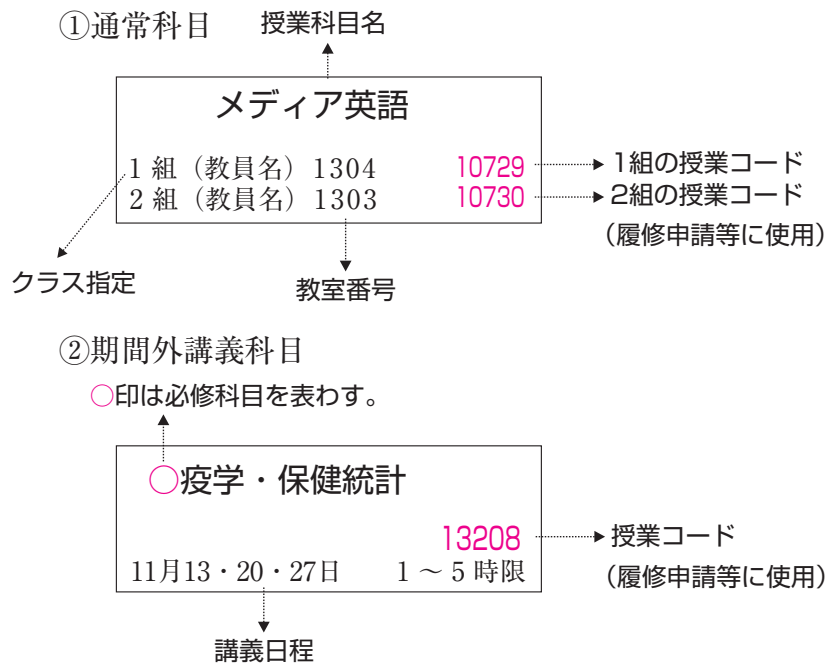 ①通常科目 授業科目名
メディア英語
1組（教員名）1304 10729 1組の授業コード
2組（教員名）1303 10730 2組の授業コード
（履修申請等に使用）
クラス指定 教室番号
②期間外講義科目
○印は必修科目を表わす。
○疫学・保健統計
13208 授業コード
11月13・20・27日 1～5時限 （履修申請等に使用）
講義日程